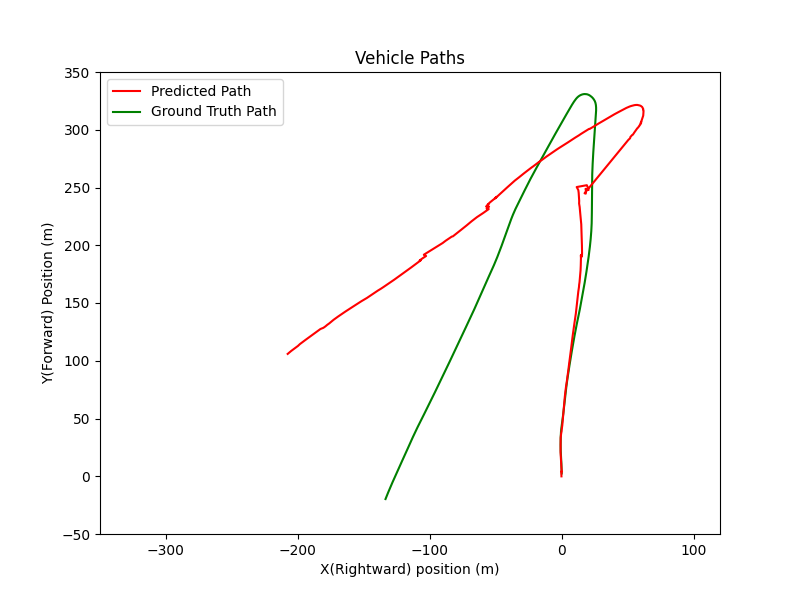 Vehicle Paths
Predicted Path
Ground Truth Path
350
300
250
200
150
100
50
0
−50
Y(Forward) Position (m)
−300
−200
−100
0
100
X(Rightward) position (m)